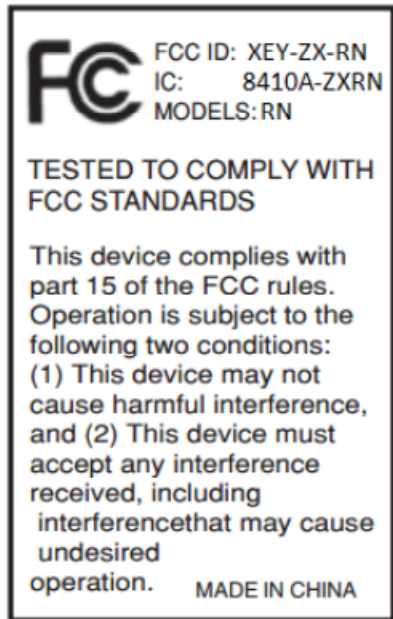 FC FCC ID: XEY-ZX-RN
IC: 8410A-ZXRN
MODELS: RN
TESTED TO COMPLY WITH
FCC STANDARDS
This device complies with
part 15 of the FCC rules.
Operation is subject to the
following two conditions:
(1) This device may not
cause harmful interference,
and (2) This device must
accept any interference
received, including
interferencethat may cause
undesired
operation. MADE IN CHINA